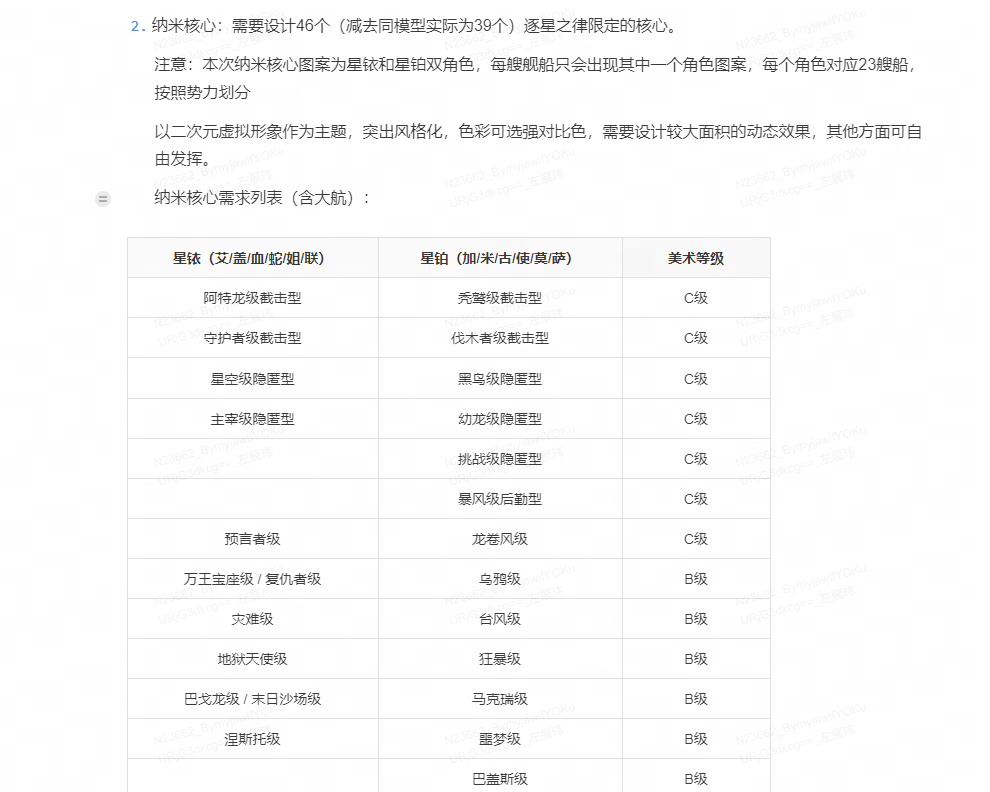 2. 纳米核心：需要设计46个（减去同模型实际为39个）逐星之律限定的核心。
注意：本次纳米核心图案为星铱和星铂双角色，每艘舰船只会出现其中一个角色图案，每个角色对应23艘船，
按照势力划分
以二次元虚拟形象作为主题，突出风格化，色彩可选强对比色，需要设计较大面积的动态效果，其他方面可自
由发挥。
纳米核心需求列表（含大航）：
星铱（艾/盖/血/蛇/姐/联） 星铂（加/米/古/使/莫/萨） 美术等级
阿特龙级截击型 秃鹫级截击型 C级
守护者级截击型 伐木者级截击型 C级
星空级隐匿型 黑鸟级隐匿型 C级
主宰级隐匿型 幼龙级隐匿型 C级
挑战级隐匿型 C级
暴风级后勤型 C级
预言者级 龙卷风级 C级
万王宝座级 / 复仇者级 乌鸦级 B级
灾难级 台风级 B级
地狱天使级 狂暴级 B级
巴戈龙级 / 末日沙场级 马克瑞级 B级
涅斯托级 噩梦级 B级
巴盖斯级 B级